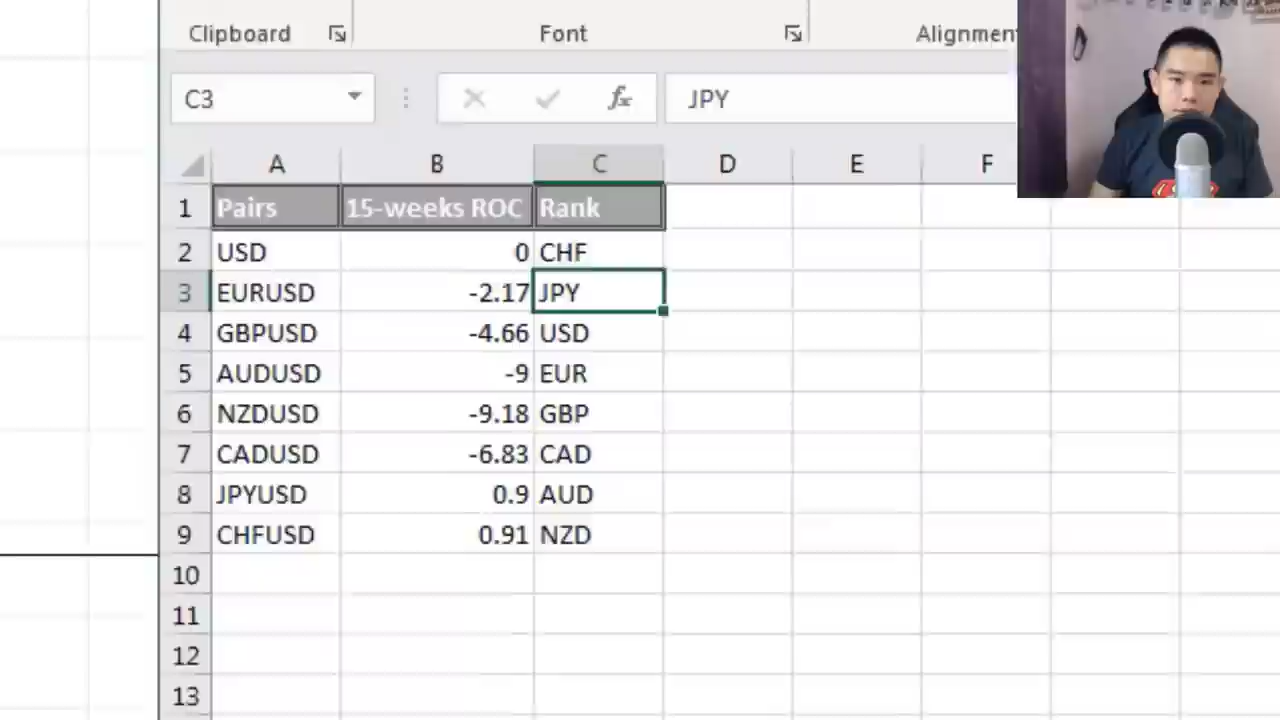 Clipboard Font Alignmen
C3 fx JPY
A B C D E F
1 Pairs 15-weeks ROC Rank
2 USD 0 CHF
3 EURUSD -2.17 JPY
4 GBPUSD -4.66 USD
5 AUDUSD -9 EUR
6 NZDUSD -9.18 GBP
7 CADUSD -6.83 CAD
8 JPYUSD 0.9 AUD
9 CHFUSD 0.91 NZD
10
11
12
13